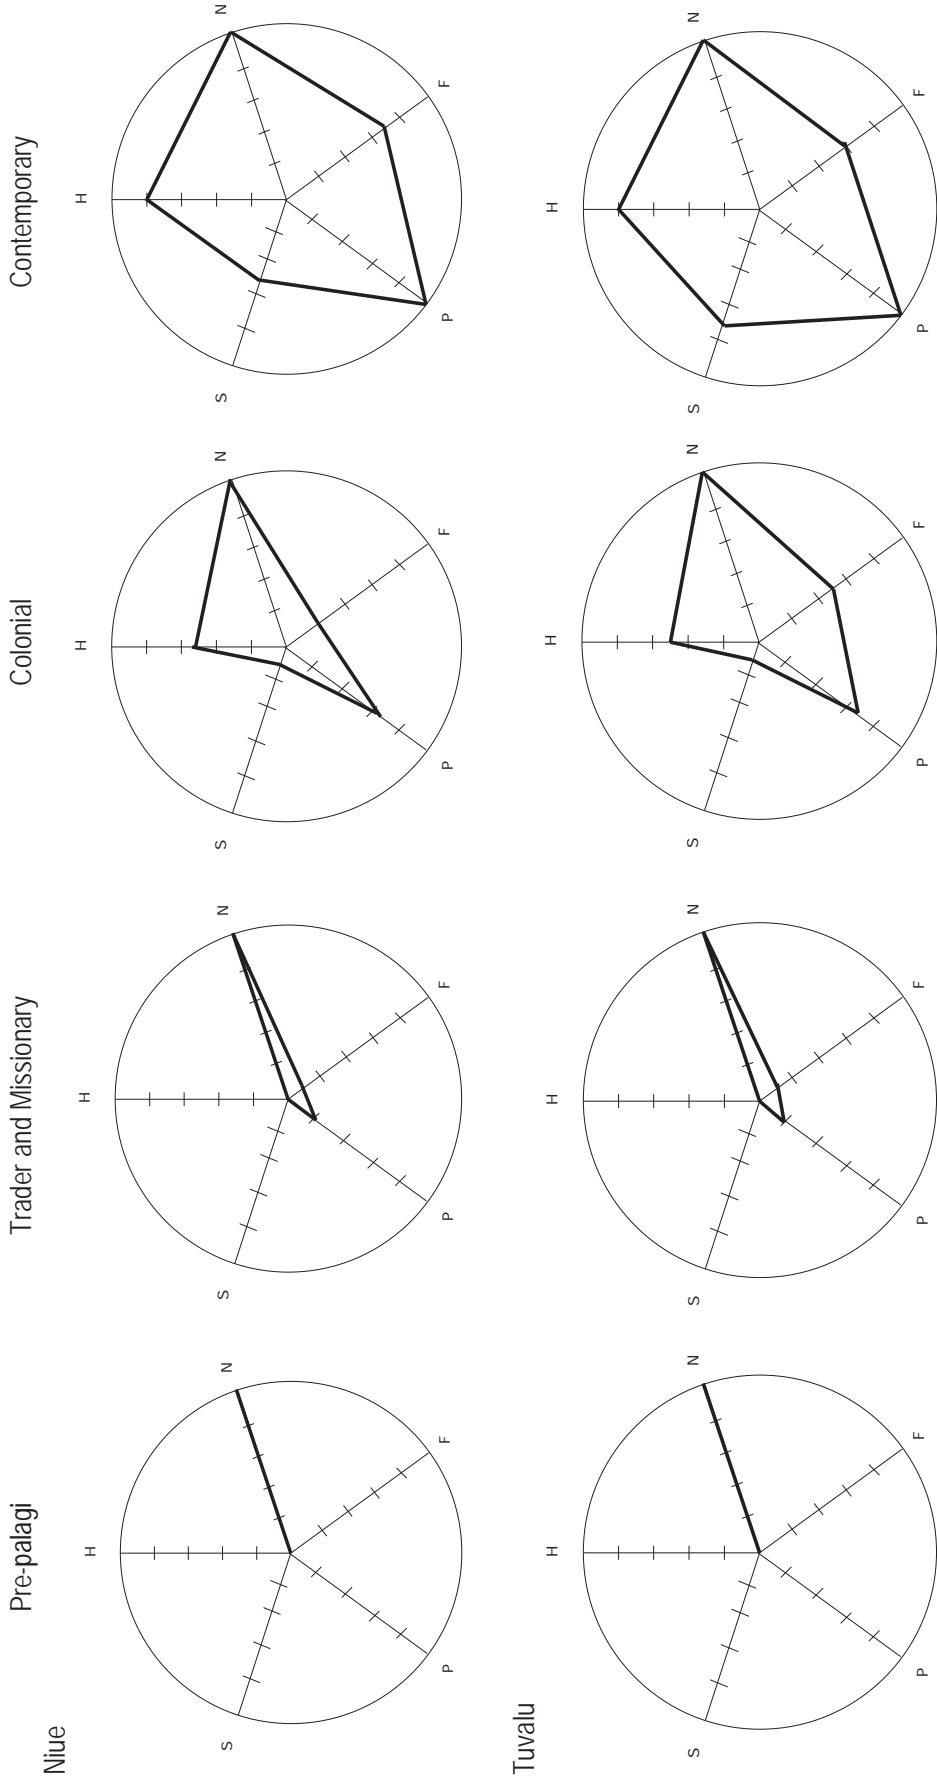 Pre-palagi Trader and Missionary Colonial Contemporary
Niue
H H H H
S N S N S N S N
P F P F P F P F
Tuvalu
H H H H
S N S N S N S N
P F P F P F P F